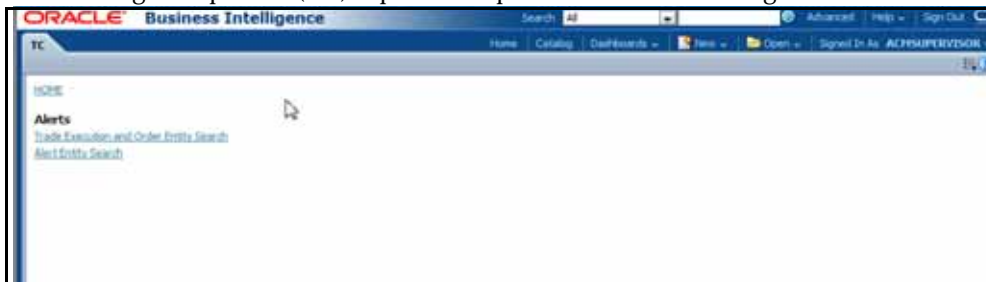 ORACLE Business Intelligence Search All Advanced Help Sign Out
TC Home Catalog Dashboards New Open Signed In As ACMSUPERVISOR
HOME
Alerts
Trade Execution and Order Entity Search
Alert Entity Search